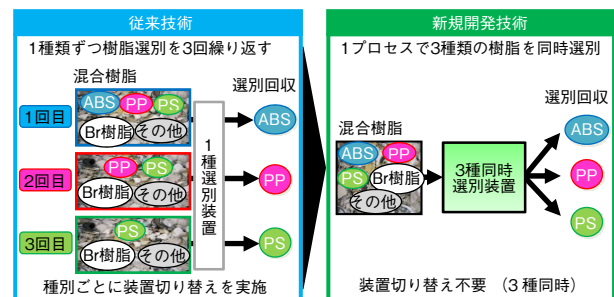 従来技術
1種類ずつ樹脂選別を3回繰り返す
混合樹脂
選別回収
1回目
ABS
PP
PS
Br樹脂
その他
ABS
2回目
PP
PS
Br樹脂
その他
PP
3回目
PS
Br樹脂
その他
PS
1種選別装置
種別ごとに装置切り替えを実施
新規開発技術
1プロセスで3種類の樹脂を同時選別
混合樹脂
選別回収
ABS
PP
PS
Br樹脂
その他
3種同時
選別装置
ABS
PP
PS
装置切り替え不要 (3種同時)